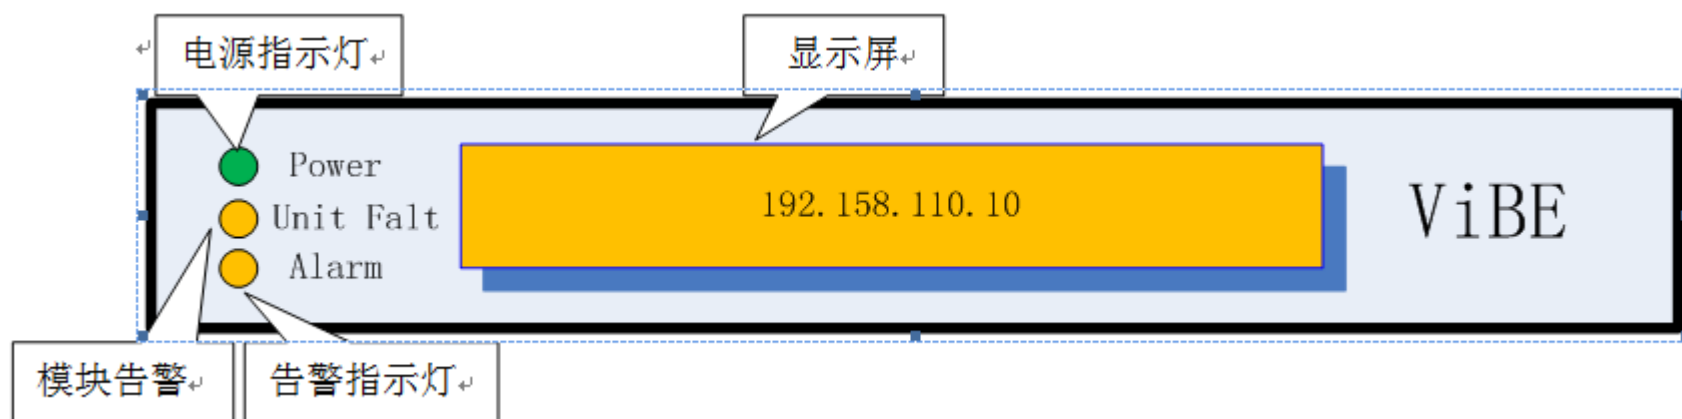 电源指示灯
显示屏
Power
Unit Falt
Alarm
192.158.110.10
ViBE
模块告警
告警指示灯